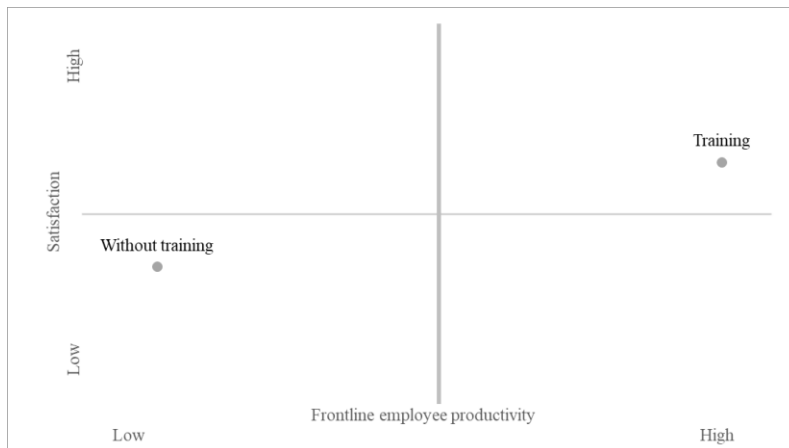 High
Training
Satisfaction
Without training
Low
Frontline employee productivity
Low
High